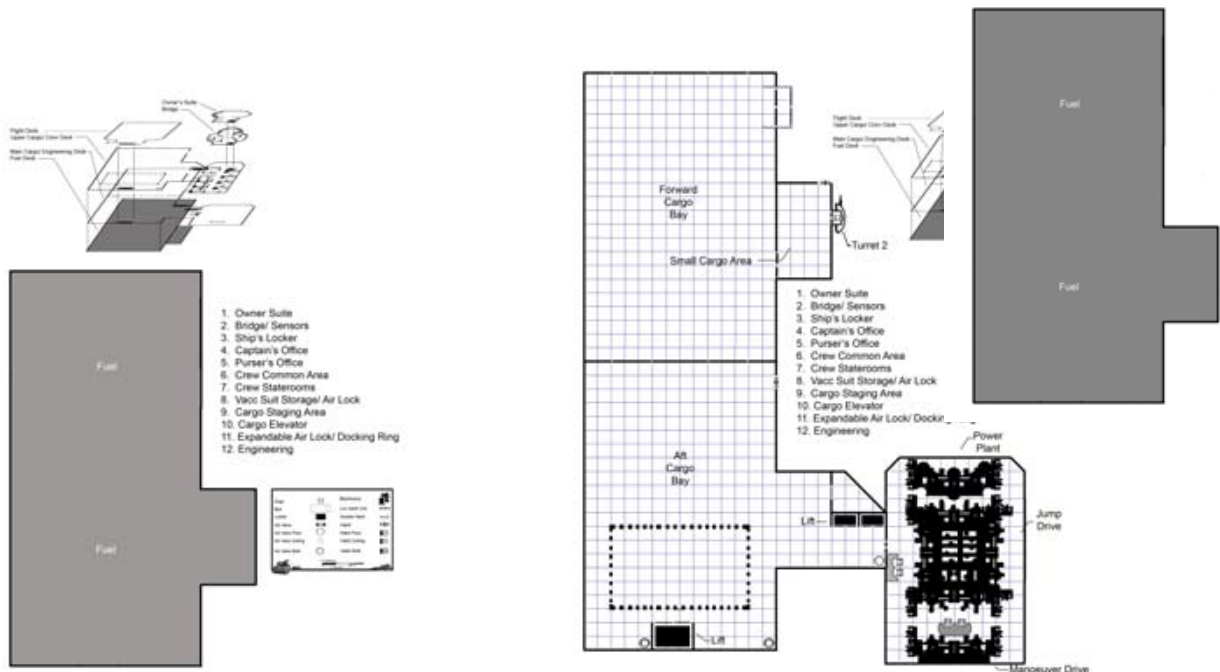 Owner's Suite
Bridge
Flight Deck
Upper Cargo/ Crew Deck
Main Cargo/ Engineering Deck
Fuel Deck
Fuel
Fuel
1. Owner Suite
2. Bridge/ Sensors
3. Ship's Locker
4. Captain's Office
5. Purser's Office
6. Crew Common Area
7. Crew Staterooms
8. Vacc Suit Storage/ Air Lock
9. Cargo Staging Area
10. Cargo Elevator
11. Expandable Air Lock/ Docking Ring
12. Engineering
Forward
Cargo
Bay
Small Cargo Area
Turret 2
Aft
Cargo
Bay
Lift
Lift
1. Owner Suite
2. Bridge/ Sensors
3. Ship's Locker
4. Captain's Office
5. Purser's Office
6. Crew Common Area
7. Crew Staterooms
8. Vacc Suit Storage/ Air Lock
9. Cargo Staging Area
10. Cargo Elevator
11. Expandable Air Lock/
12. Engineering
Power
Plant
Jump
Drive
Manoeuver Drive
Flight Deck
Upper Cargo/ Crew Deck
Main Cargo/ Engineering Deck
Fuel Deck
Fuel
Fuel